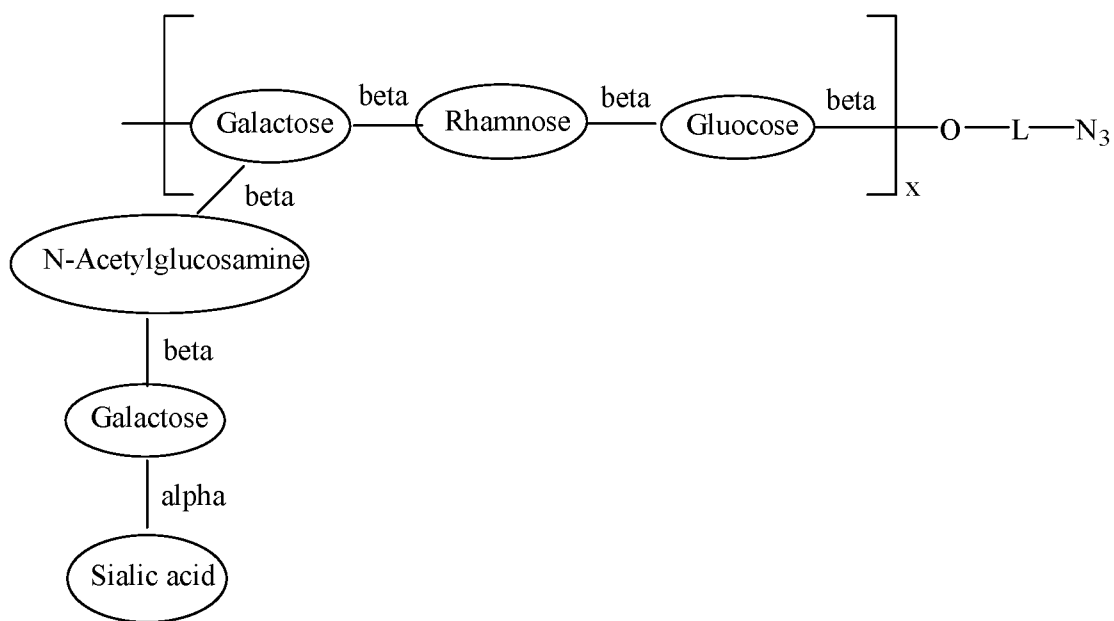 beta beta beta
Galactose Rhamnose Gluocose O L N3
x
beta
N-Acetylglucosamine
beta
Galactose
alpha
Sialic acid